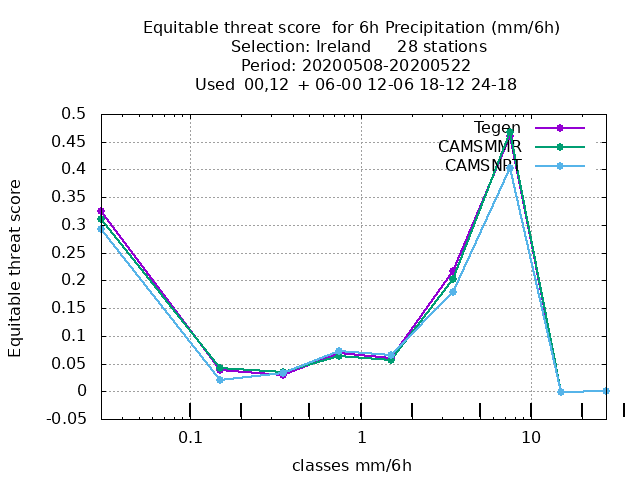 Equitable threat score  for 6h Precipitation (mm/6h)
Selection: Ireland     28 stations
Period: 20200508-20200522
Used  00,12  + 06-00 12-06 18-12 24-18
Equitable threat score
0.5
0.45
0.4
0.35
0.3
0.25
0.2
0.15
0.1
0.05
0
-0.05
Tegen
CAMSMMR
CAMSNRT
0.1
1
10
classes mm/6h